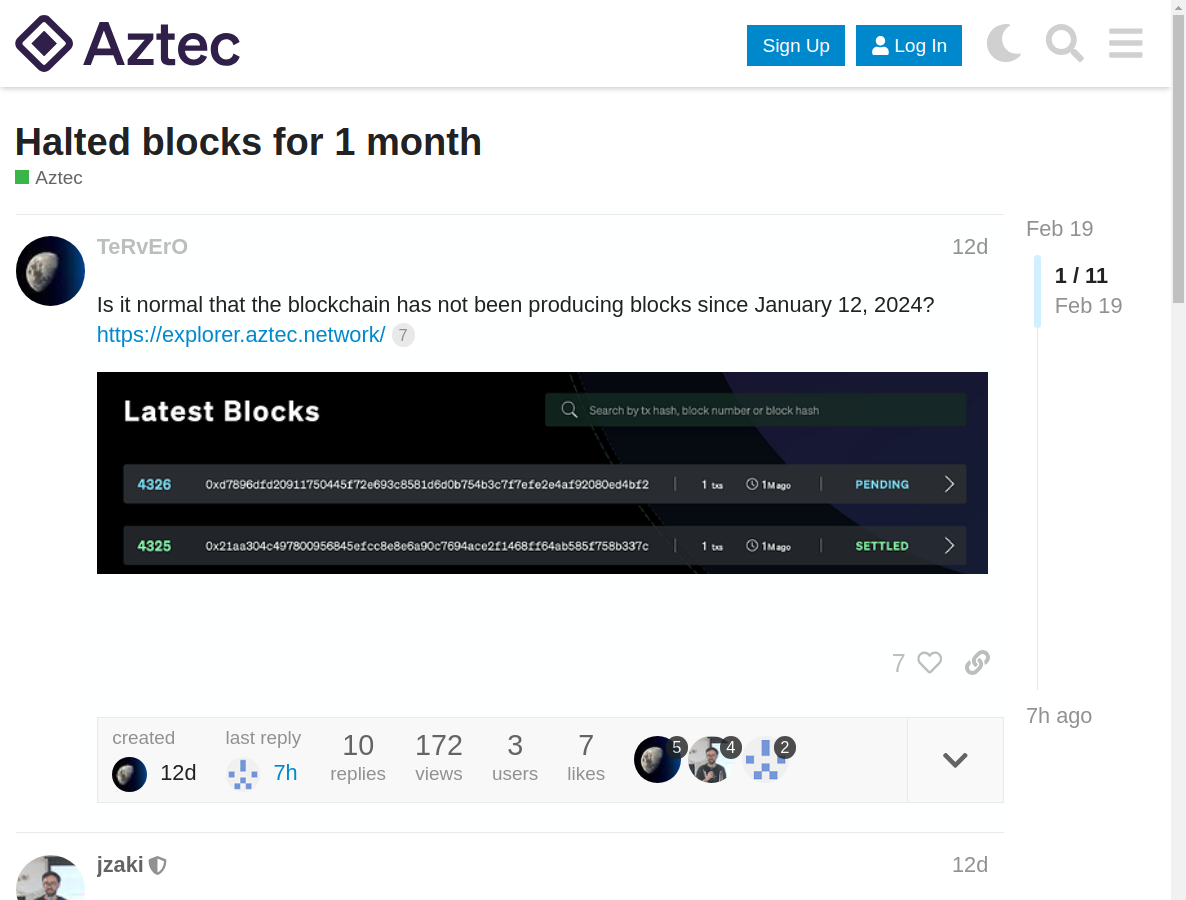 Aztec
Sign Up
Log In
Halted blocks for 1 month
Aztec
TeRvErO
12d
Is it normal that the blockchain has not been producing blocks since January 12, 2024?
https://explorer.aztec.network/ 7
Latest Blocks
Search by tx hash, block number or block hash
4326 0xd7896dfd20911750445f72e693c8581d6d0b754b3c7f7efe2e4af92080ed4bf2 1 txs 1M ago PENDING
4325 0x21aa304c497800956845efcc8e8e6a90c7694ace2f1468ff64ab585f758b337c 1 txs 1M ago SETTLED
7
created
12d
last reply
7h
10
replies
172
views
3
users
7
likes
5
4
2
Feb 19
1 / 11
Feb 19
7h ago
jzaki
12d